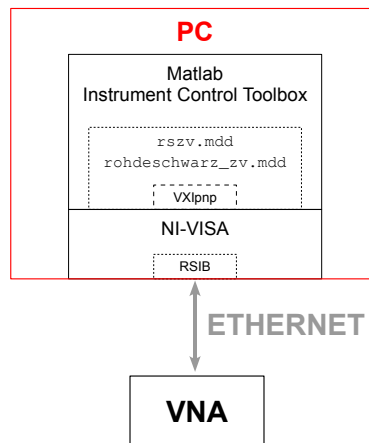 PC
Matlab
Instrument Control Toolbox
rszv.mdd
rohdeschwarz_zv.mdd
VXIpnp
NI-VISA
RSIB
ETHERNET
VNA